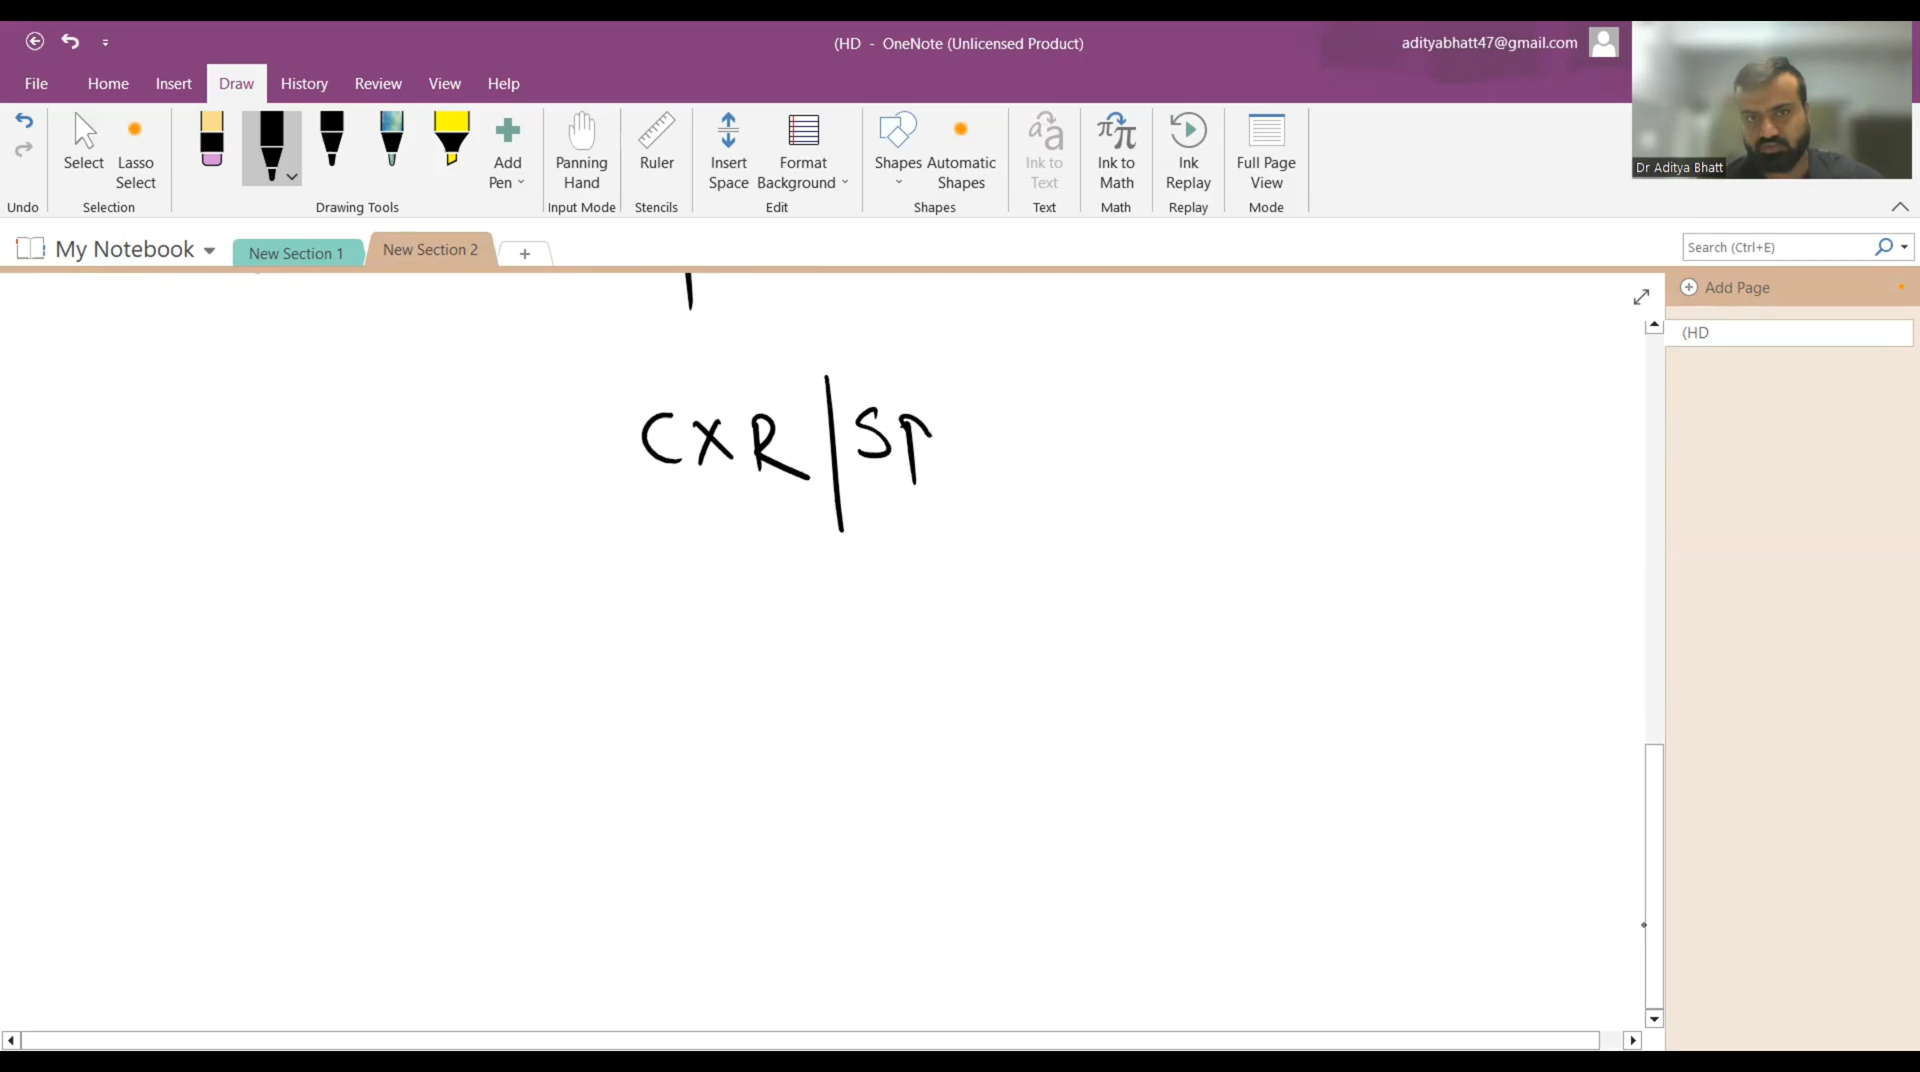 (HD - OneNote (Unlicensed Product)
adityabhatt47@gmail.com
File Home Insert Draw History Review View Help
Select
Lasso Select
Add Pen
Panning Hand
Ruler
Insert Space
Format Background
Shapes
Automatic Shapes
Ink to Text
Ink to Math
Ink Replay
Full Page View
Undo Selection Drawing Tools Input Mode Stencils Edit Shapes Text Math Replay Mode
Dr Aditya Bhatt
My Notebook New Section 1 New Section 2
Search (Ctrl+E)
Add Page
(HD
CXR | SP